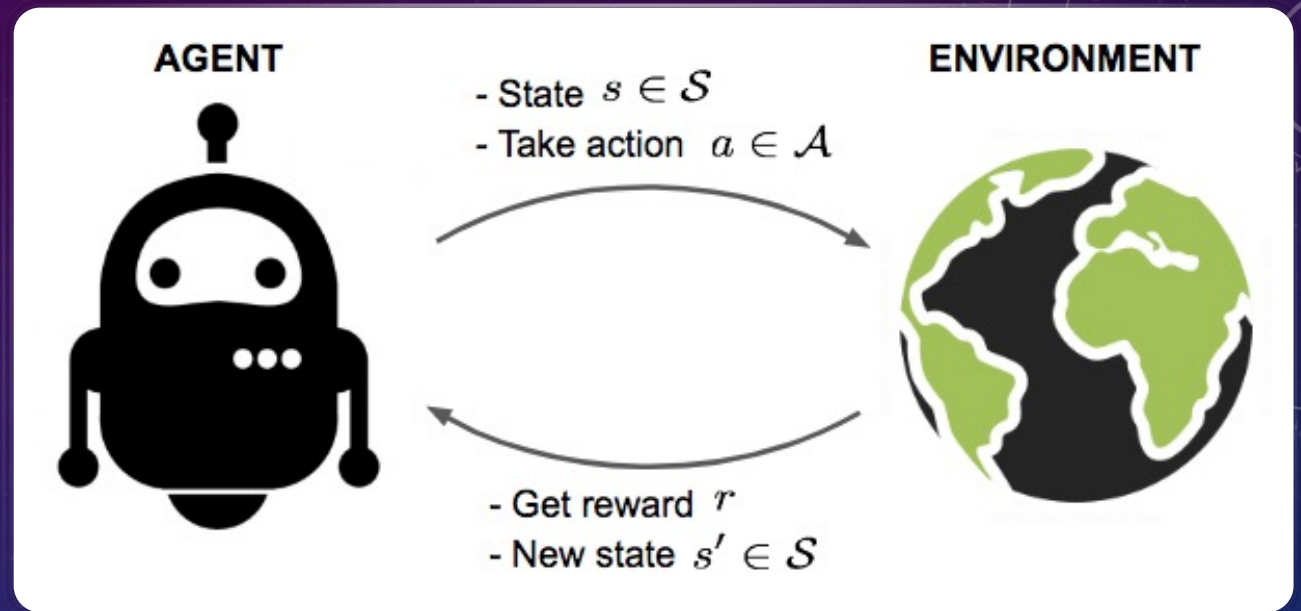 AGENT
ENVIRONMENT
- State s ∈ 𝒮
- Take action a ∈ 𝒜
- Get reward r
- New state s′ ∈ 𝒮